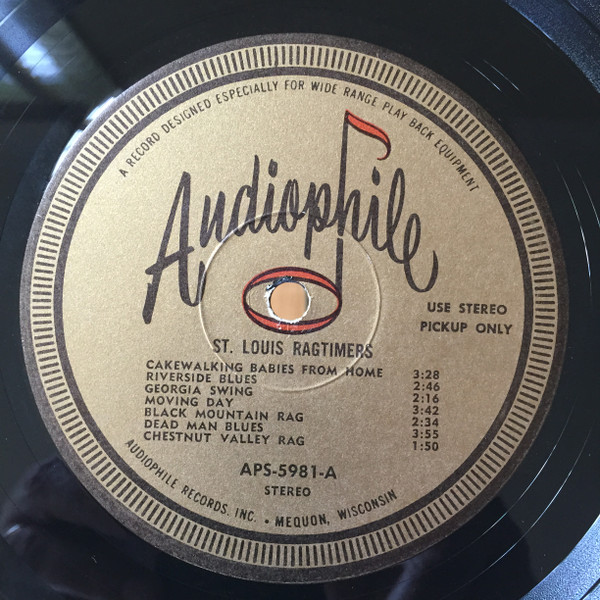 A RECORD DESIGNED ESPECIALLY FOR WIDE RANGE PLAY BACK EQUIPMENT
Audiophile
USE STEREO
PICKUP ONLY
ST. LOUIS RAGTIMERS
CAKEWALKING BABIES FROM HOME 3:28
RIVERSIDE BLUES 2:46
GEORGIA SWING 2:16
MOVING DAY 3:42
BLACK MOUNTAIN RAG 2:34
DEAD MAN BLUES 3:55
CHESTNUT VALLEY RAG 1:50
APS-5981-A
STEREO
AUDIOPHILE RECORDS, INC. • MEQUON, WISCONSIN